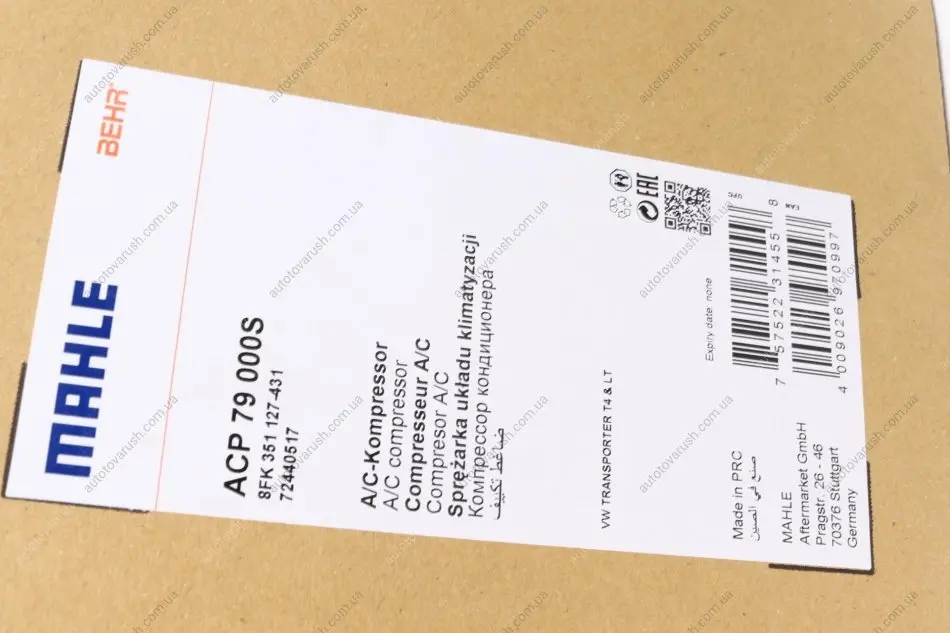 BEHR®
MAHLE
ACP 79 000S
8FK 351 127-431
72440517
A/C-Kompressor
A/C compressor
Compresseur A/C
Compresor A/C
Sprężarka układu klimatyzacji
Компрессор кондиционера
ضاغط تكييف
EAC
VW TRANSPORTER T4 & LT
Expiry date: none
UPC
7 57522 31455 8
EAN
4 009026 970997
Made in PRC
صنع في الصين
MAHLE
Aftermarket GmbH
Pragstr. 26 - 46
70376 Stuttgart
Germany
autotovarush.com.ua